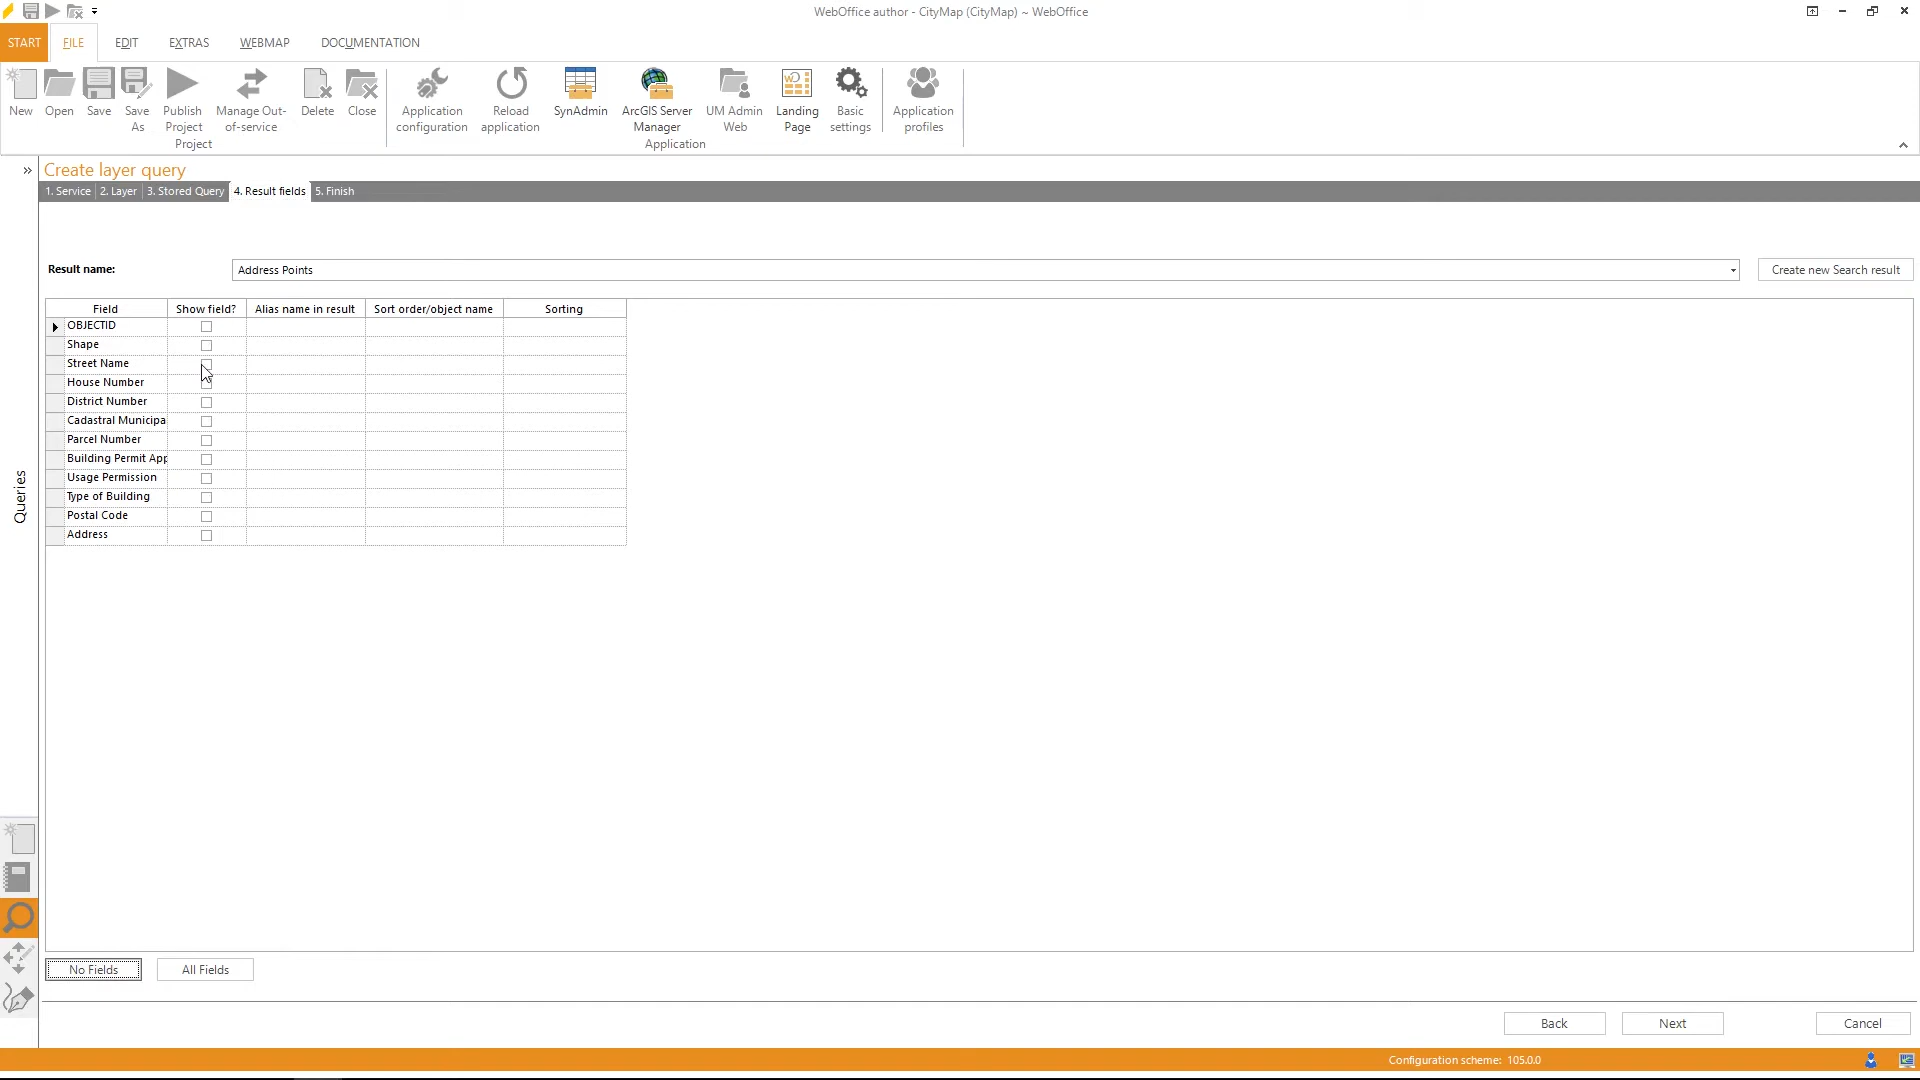 WebOffice author - CityMap (CityMap) ~ WebOffice
START FILE EDIT EXTRAS WEBMAP DOCUMENTATION
New Open Save Save As Publish Project Manage Out-of-service Delete Close Application configuration Reload application SynAdmin ArcGIS Server Manager UM Admin Web Landing Page Basic settings Application profiles
Project Application
Create layer query
1. Service 2. Layer 3. Stored Query 4. Result fields 5. Finish
Result name: Address Points Create new Search result
Field Show field? Alias name in result Sort order/object name Sorting
OBJECTID
Shape
Street Name
House Number
District Number
Cadastral Municipa
Parcel Number
Building Permit App
Usage Permission
Type of Building
Postal Code
Address
Queries
No Fields All Fields
Back Next Cancel
Configuration scheme: 105.0.0